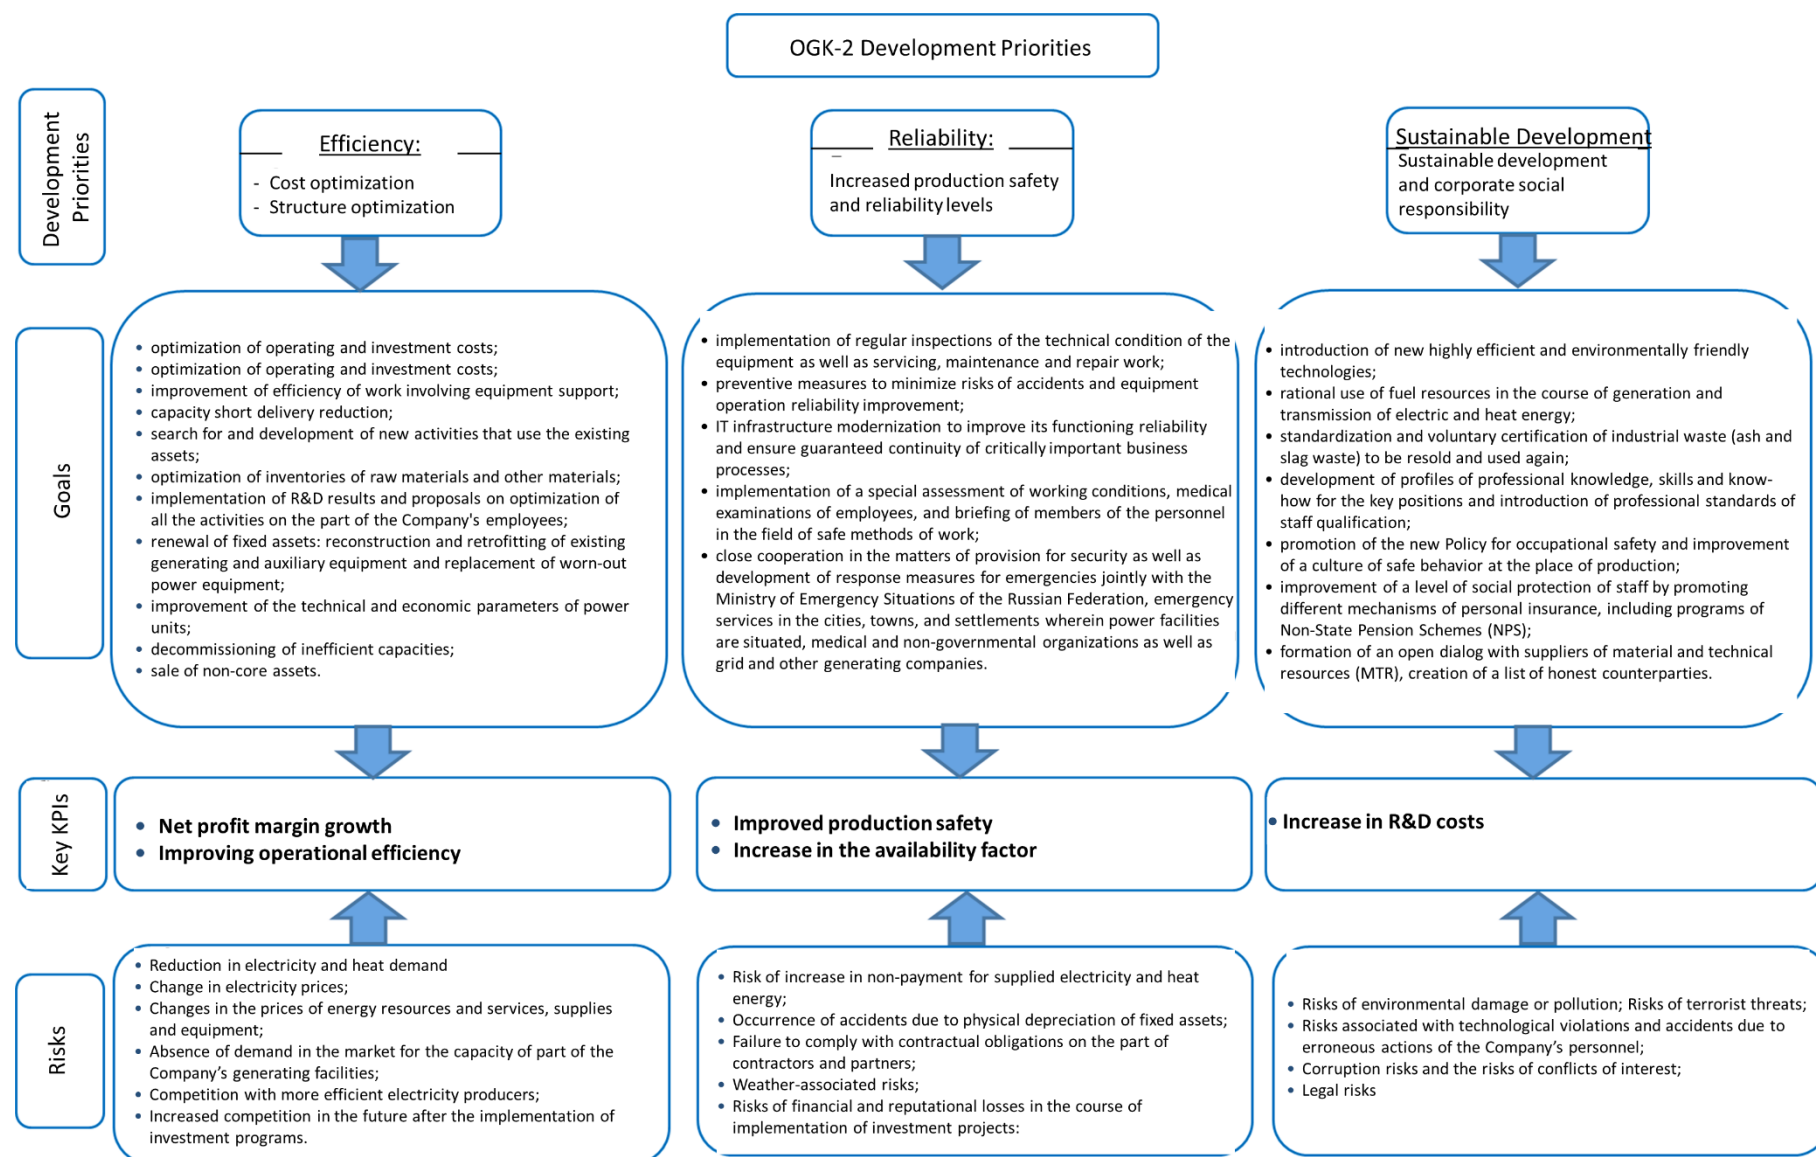 OGK-2 Development Priorities
Development
Priorities
Efficiency:
- Cost optimization
- Structure optimization
Reliability:
Increased production safety
and reliability levels
Sustainable Development
Sustainable development
and corporate social
responsibility
Goals
• optimization of operating and investment costs;
• optimization of operating and investment costs;
• improvement of efficiency of work involving equipment support;
• capacity short delivery reduction;
• search for and development of new activities that use the existing
assets;
• optimization of inventories of raw materials and other materials;
• implementation of R&D results and proposals on optimization of
all the activities on the part of the Company's employees;
• renewal of fixed assets: reconstruction and retrofitting of existing
generating and auxiliary equipment and replacement of worn-out
power equipment;
• improvement of the technical and economic parameters of power
units;
• decommissioning of inefficient capacities;
• sale of non-core assets.
• implementation of regular inspections of the technical condition of the
equipment as well as servicing, maintenance and repair work;
• preventive measures to minimize risks of accidents and equipment
operation reliability improvement;
• IT infrastructure modernization to improve its functioning reliability
and ensure guaranteed continuity of critically important business
processes;
• implementation of a special assessment of working conditions, medical
examinations of employees, and briefing of members of the personnel
in the field of safe methods of work;
• close cooperation in the matters of provision for security as well as
development of response measures for emergencies jointly with the
Ministry of Emergency Situations of the Russian Federation, emergency
services in the cities, towns, and settlements wherein power facilities
are situated, medical and non-governmental organizations as well as
grid and other generating companies.
• introduction of new highly efficient and environmentally friendly
technologies;
• rational use of fuel resources in the course of generation and
transmission of electric and heat energy;
• standardization and voluntary certification of industrial waste (ash and
slag waste) to be resold and used again;
• development of profiles of professional knowledge, skills and know-
how for the key positions and introduction of professional standards of
staff qualification;
• promotion of the new Policy for occupational safety and improvement
of a culture of safe behavior at the place of production;
• improvement of a level of social protection of staff by promoting
different mechanisms of personal insurance, including programs of
Non-State Pension Schemes (NPS);
• formation of an open dialog with suppliers of material and technical
resources (MTR), creation of a list of honest counterparties.
Key KPIs
• Net profit margin growth
• Improving operational efficiency
• Improved production safety
• Increase in the availability factor
• Increase in R&D costs
Risks
• Reduction in electricity and heat demand
• Change in electricity prices;
• Changes in the prices of energy resources and services, supplies
and equipment;
• Absence of demand in the market for the capacity of part of the
Company's generating facilities;
• Competition with more efficient electricity producers;
• Increased competition in the future after the implementation of
investment programs.
• Risk of increase in non-payment for supplied electricity and heat
energy;
• Occurrence of accidents due to physical depreciation of fixed assets;
• Failure to comply with contractual obligations on the part of
contractors and partners;
• Weather-associated risks;
• Risks of financial and reputational losses in the course of
implementation of investment projects:
• Risks of environmental damage or pollution; Risks of terrorist threats;
• Risks associated with technological violations and accidents due to
erroneous actions of the Company’s personnel;
• Corruption risks and the risks of conflicts of interest;
• Legal risks